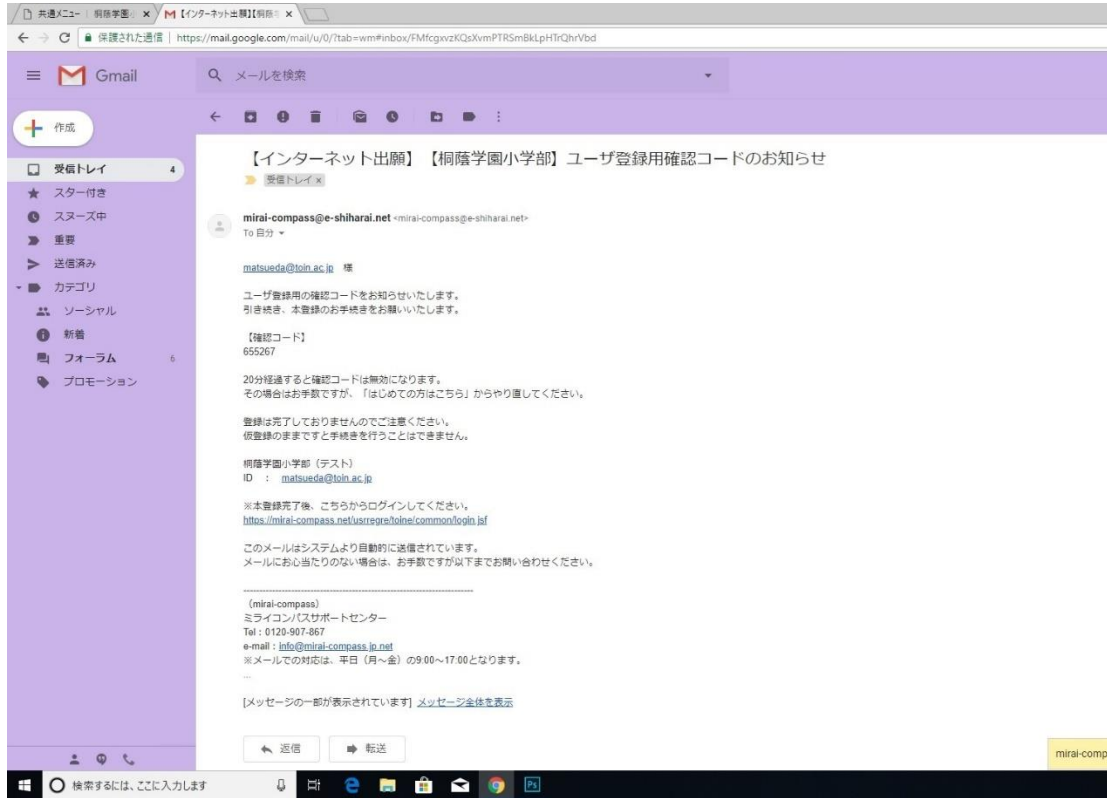 共通メニュー | 桐蔭学園
【インターネット出願】【桐蔭
保護された通信 | https://mail.google.com/mail/u/0/?tab=wm#inbox/FMfcgxvzKQsXvmPTRSmBkLpHTrQhrVbd
Gmail
メールを検索
作成
受信トレイ 4
スター付き
スヌーズ中
重要
送信済み
カテゴリ
ソーシャル
新着
フォーラム 6
プロモーション
【インターネット出願】【桐蔭学園小学部】ユーザ登録用確認コードのお知らせ
受信トレイ x
mirai-compass@e-shiharai.net <mirai-compass@e-shiharai.net>
To 自分
matsueda@toin.ac.jp 様
ユーザ登録用の確認コードをお知らせいたします。
引き続き、本登録のお手続きをお願いいたします。
【確認コード】
655267
20分経過すると確認コードは無効になります。
その場合はお手数ですが、「はじめての方はこちら」からやり直してください。
登録は完了しておりませんのでご注意ください。
仮登録のままですと手続きを行うことはできません。
桐蔭学園小学部（テスト）
ID : matsueda@toin.ac.jp
※本登録完了後、こちらからログインしてください。
https://mirai-compass.net/usrregre/toine/common/login.jsf
このメールはシステムより自動的に送信されています。
メールにお心当たりのない場合は、お手数ですが以下までお問い合わせください。
------------------------------------------------------------------------
（mirai-compass）
ミライコンパスサポートセンター
Tel : 0120-907-867
e-mail : info@mirai-compass.jp.net
※メールでの対応は、平日（月～金）の9:00～17:00となります。
...
[メッセージの一部が表示されています] メッセージ全体を表示
返信
転送
mirai-comp
検索するには、ここに入力します
Ps